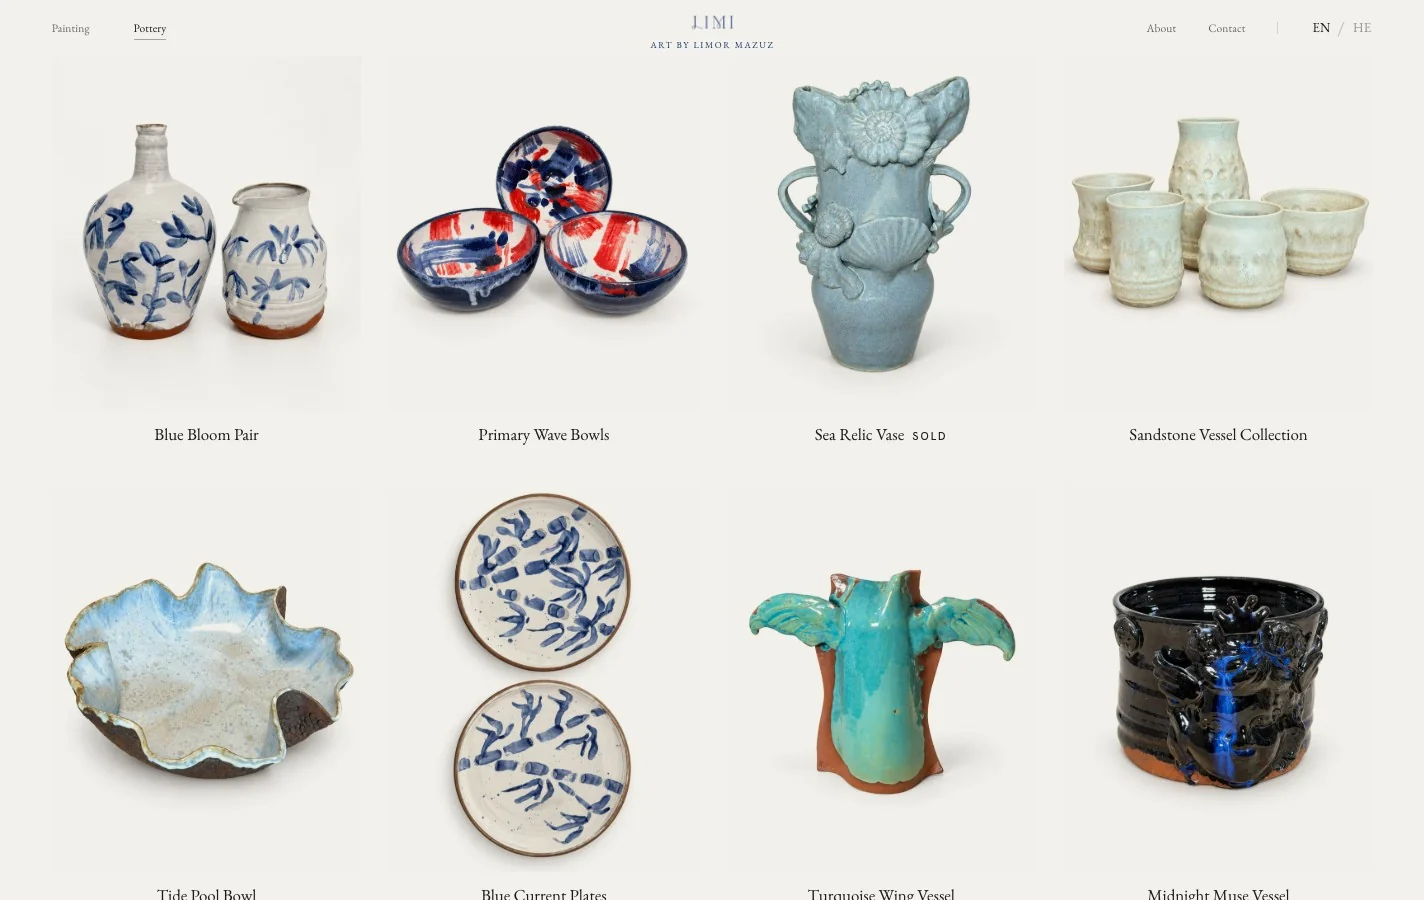 Painting
Pottery
LIMI
ART BY LIMOR MAZUZ
About
Contact
EN / HE
Blue Bloom Pair
Primary Wave Bowls
Sea Relic Vase SOLD
Sandstone Vessel Collection
Tide Pool Bowl
Blue Current Plates
Turquoise Wing Vessel
Midnight Muse Vessel